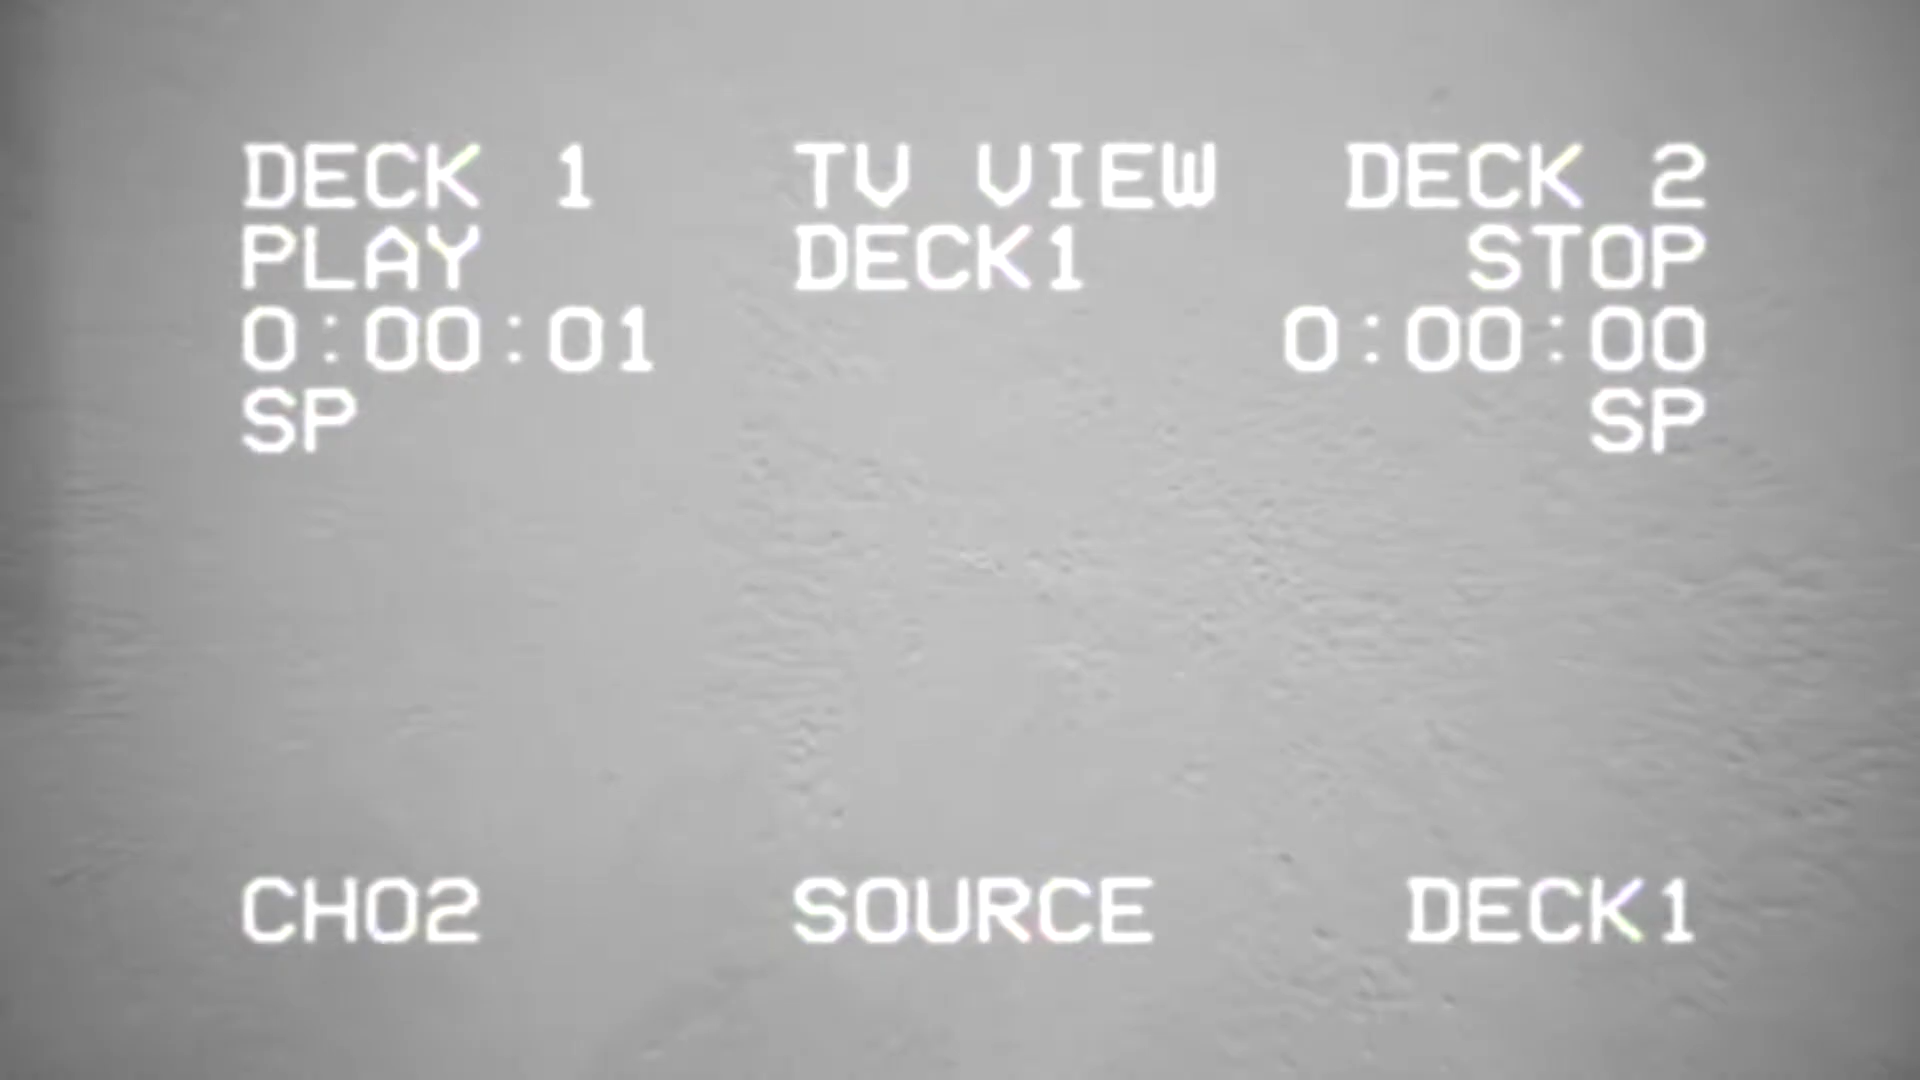 DECK 1 TV VIEW DECK 2
PLAY DECK1 STOP
0:00:01 0:00:00
SP SP
CH02 SOURCE DECK1